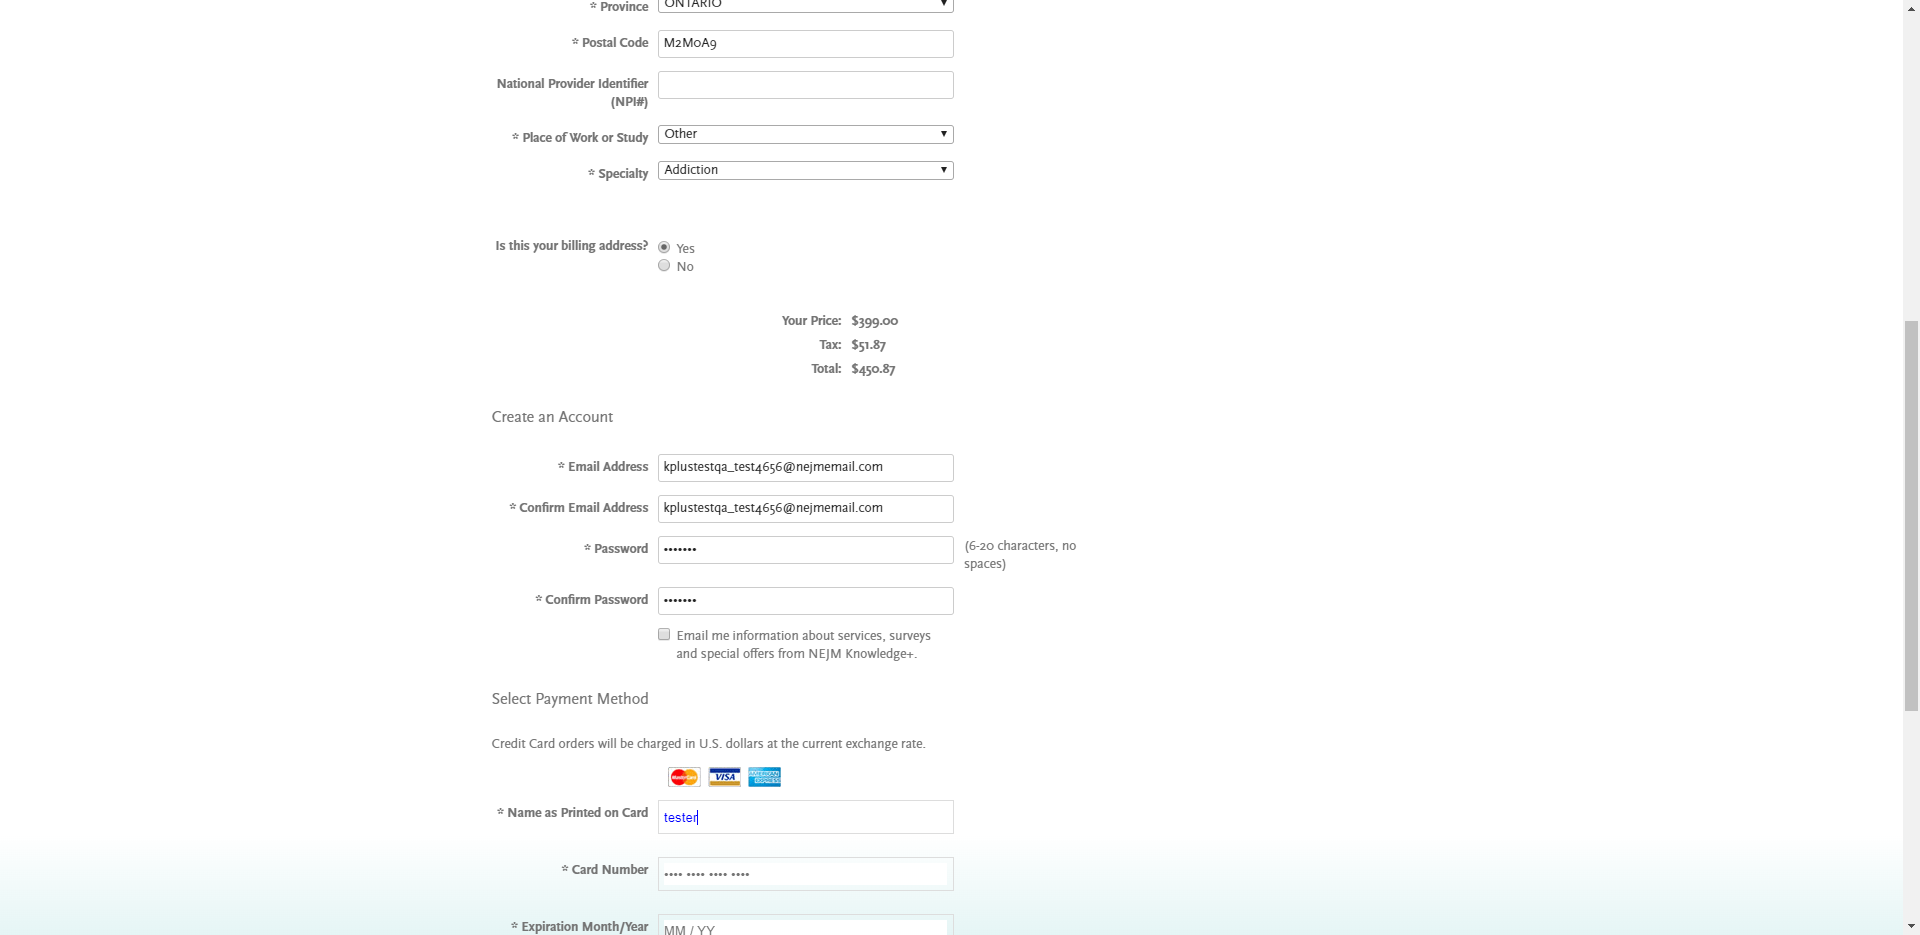 * Province ONTARIO
* Postal Code M2M0A9
National Provider Identifier
(NPI#)
* Place of Work or Study Other
* Specialty Addiction
Is this your billing address? Yes
No
Your Price: $399.00
Tax: $51.87
Total: $450.87
Create an Account
* Email Address kplustestqa_test4656@nejmemail.com
* Confirm Email Address kplustestqa_test4656@nejmemail.com
* Password ••••••• (6-20 characters, no
spaces)
* Confirm Password •••••••
Email me information about services, surveys
and special offers from NEJM Knowledge+.
Select Payment Method
Credit Card orders will be charged in U.S. dollars at the current exchange rate.
MasterCard VISA AMERICAN EXPRESS
* Name as Printed on Card tester
* Card Number •••• •••• •••• ••••
* Expiration Month/Year MM / YY